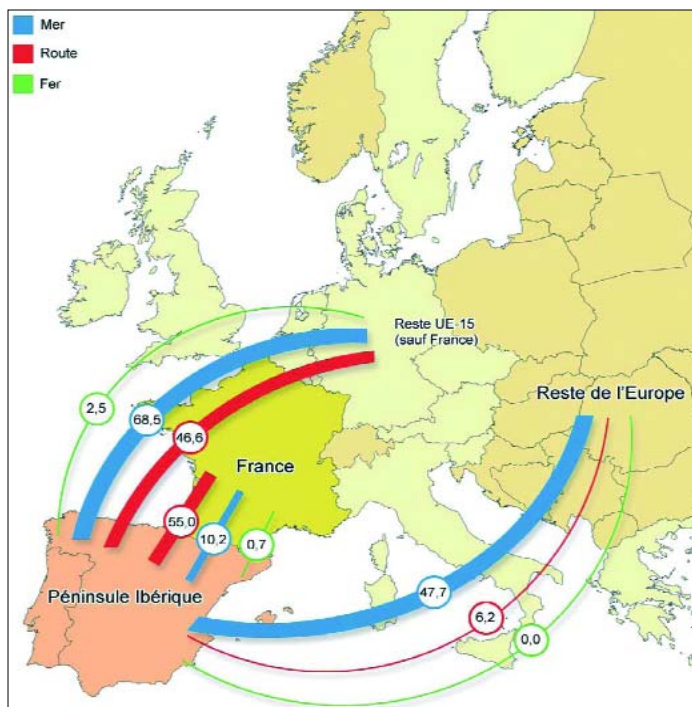 Mer
Route
Fer
Reste UE-15
(sauf France)
Reste de l'Europe
2,5
68,5
46,6
France
55,0
10,2
0,7
Péninsule Ibérique
47,7
6,2
0,0